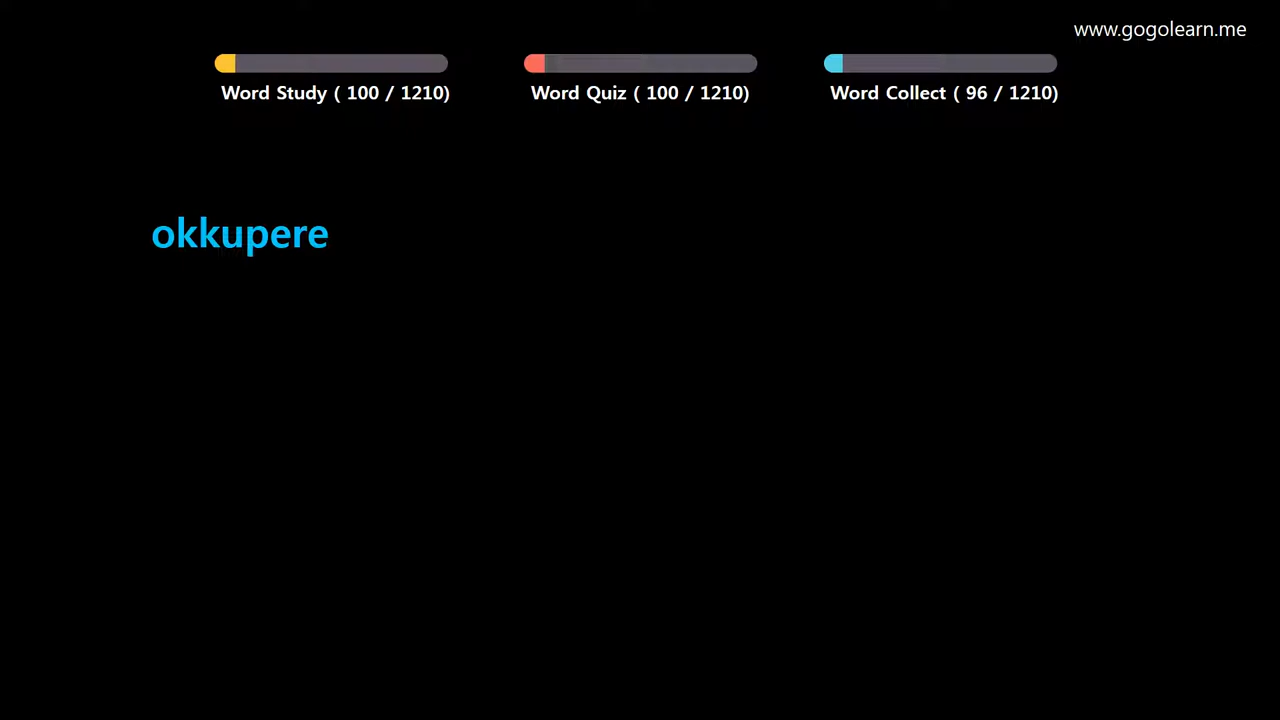 www.gogolearn.me
Word Study ( 100 / 1210)
Word Quiz ( 100 / 1210)
Word Collect ( 96 / 1210)
okkupere